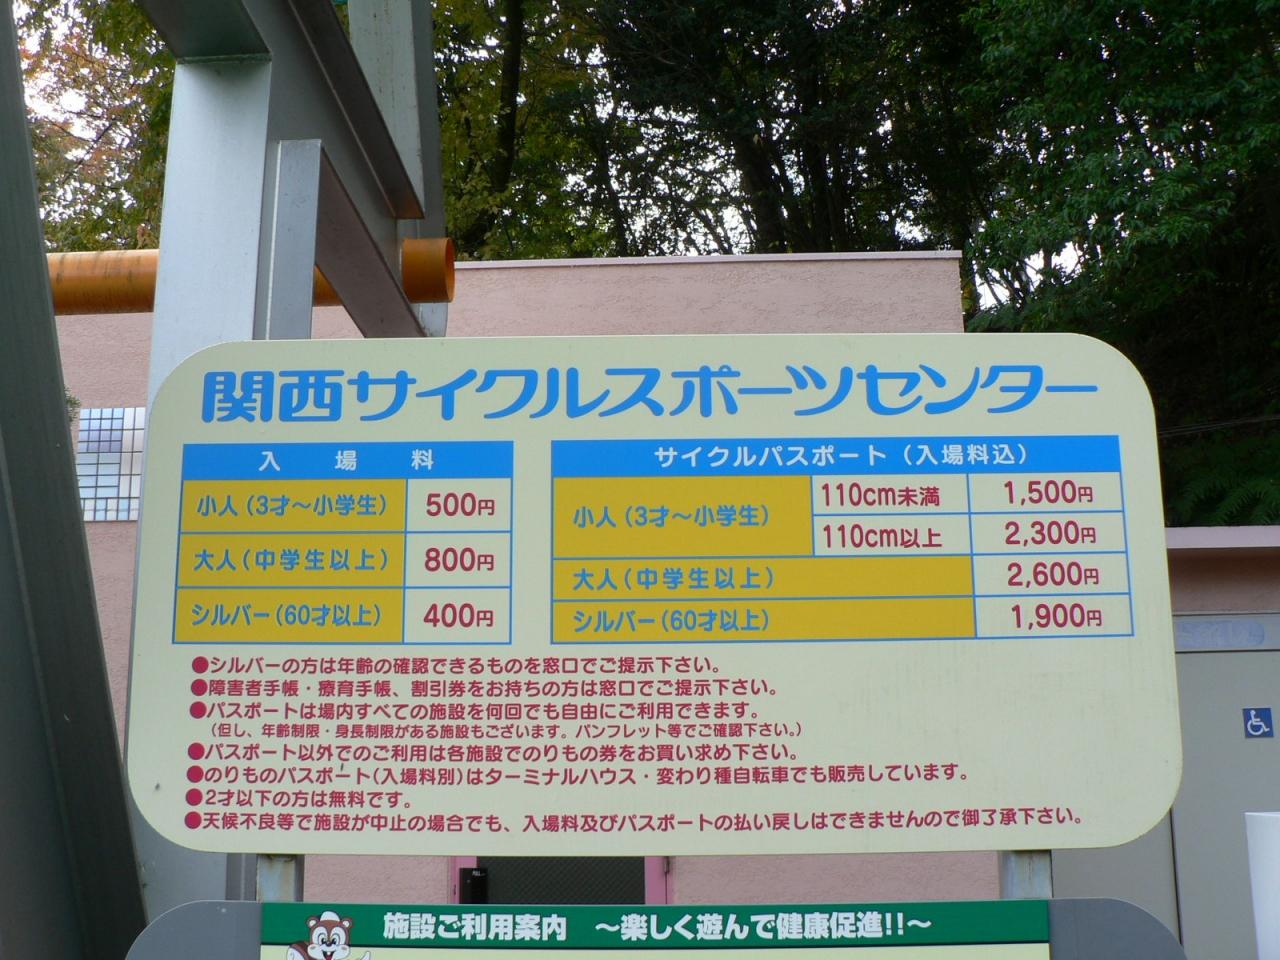 関西サイクルスポーツセンター
入場料
小人(3才～小学生) 500円
大人(中学生以上) 800円
シルバー(60才以上) 400円
サイクルパスポート(入場料込)
小人(3才～小学生) 110cm未満 1,500円
110cm以上 2,300円
大人(中学生以上) 2,600円
シルバー(60才以上) 1,900円
●シルバーの方は年齢の確認できるものを窓口でご提示下さい。
●障害者手帳・療育手帳、割引券をお持ちの方は窓口でご提示下さい。
●パスポートは場内すべての施設を何回でも自由にご利用できます。
(但し、年齢制限・身長制限がある施設もございます。パンフレット等でご確認下さい。)
●パスポート以外でのご利用は各施設でのりもの券をお買い求め下さい。
●のりものパスポート(入場料別)はターミナルハウス・変わり種自転車でも販売しています。
●2才以下の方は無料です。
●天候不良等で施設が中止の場合でも、入場料及びパスポートの払い戻しはできませんので御了承下さい。
施設ご利用案内 ～楽しく遊んで健康促進!!～